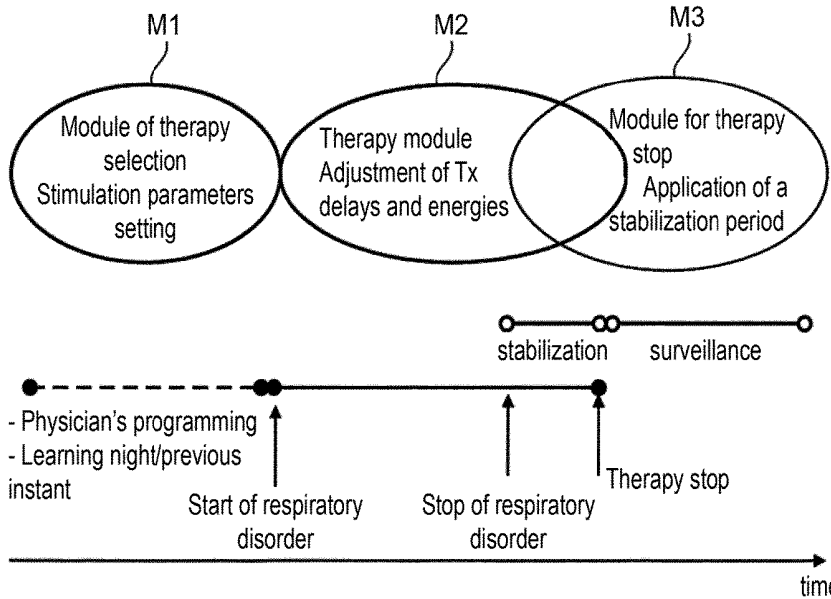 M1
M2
M3
Module of therapy
selection
Stimulation parameters
setting
Therapy module
Adjustment of Tx
delays and energies
Module for therapy
stop
Application of a
stabilization period
stabilization
surveillance
- Physician's programming
- Learning night/previous
instant
Start of respiratory
disorder
Stop of respiratory
disorder
Therapy stop
time